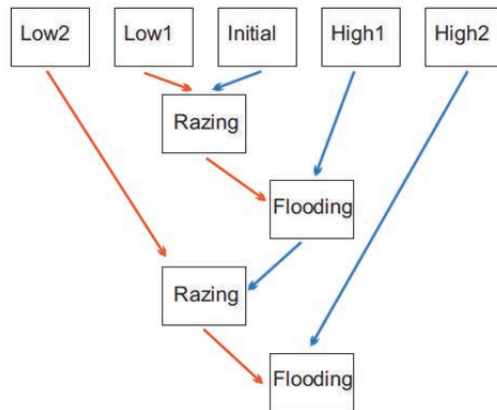 Low2
Low1
Initial
High1
High2
Razing
Flooding
Razing
Flooding